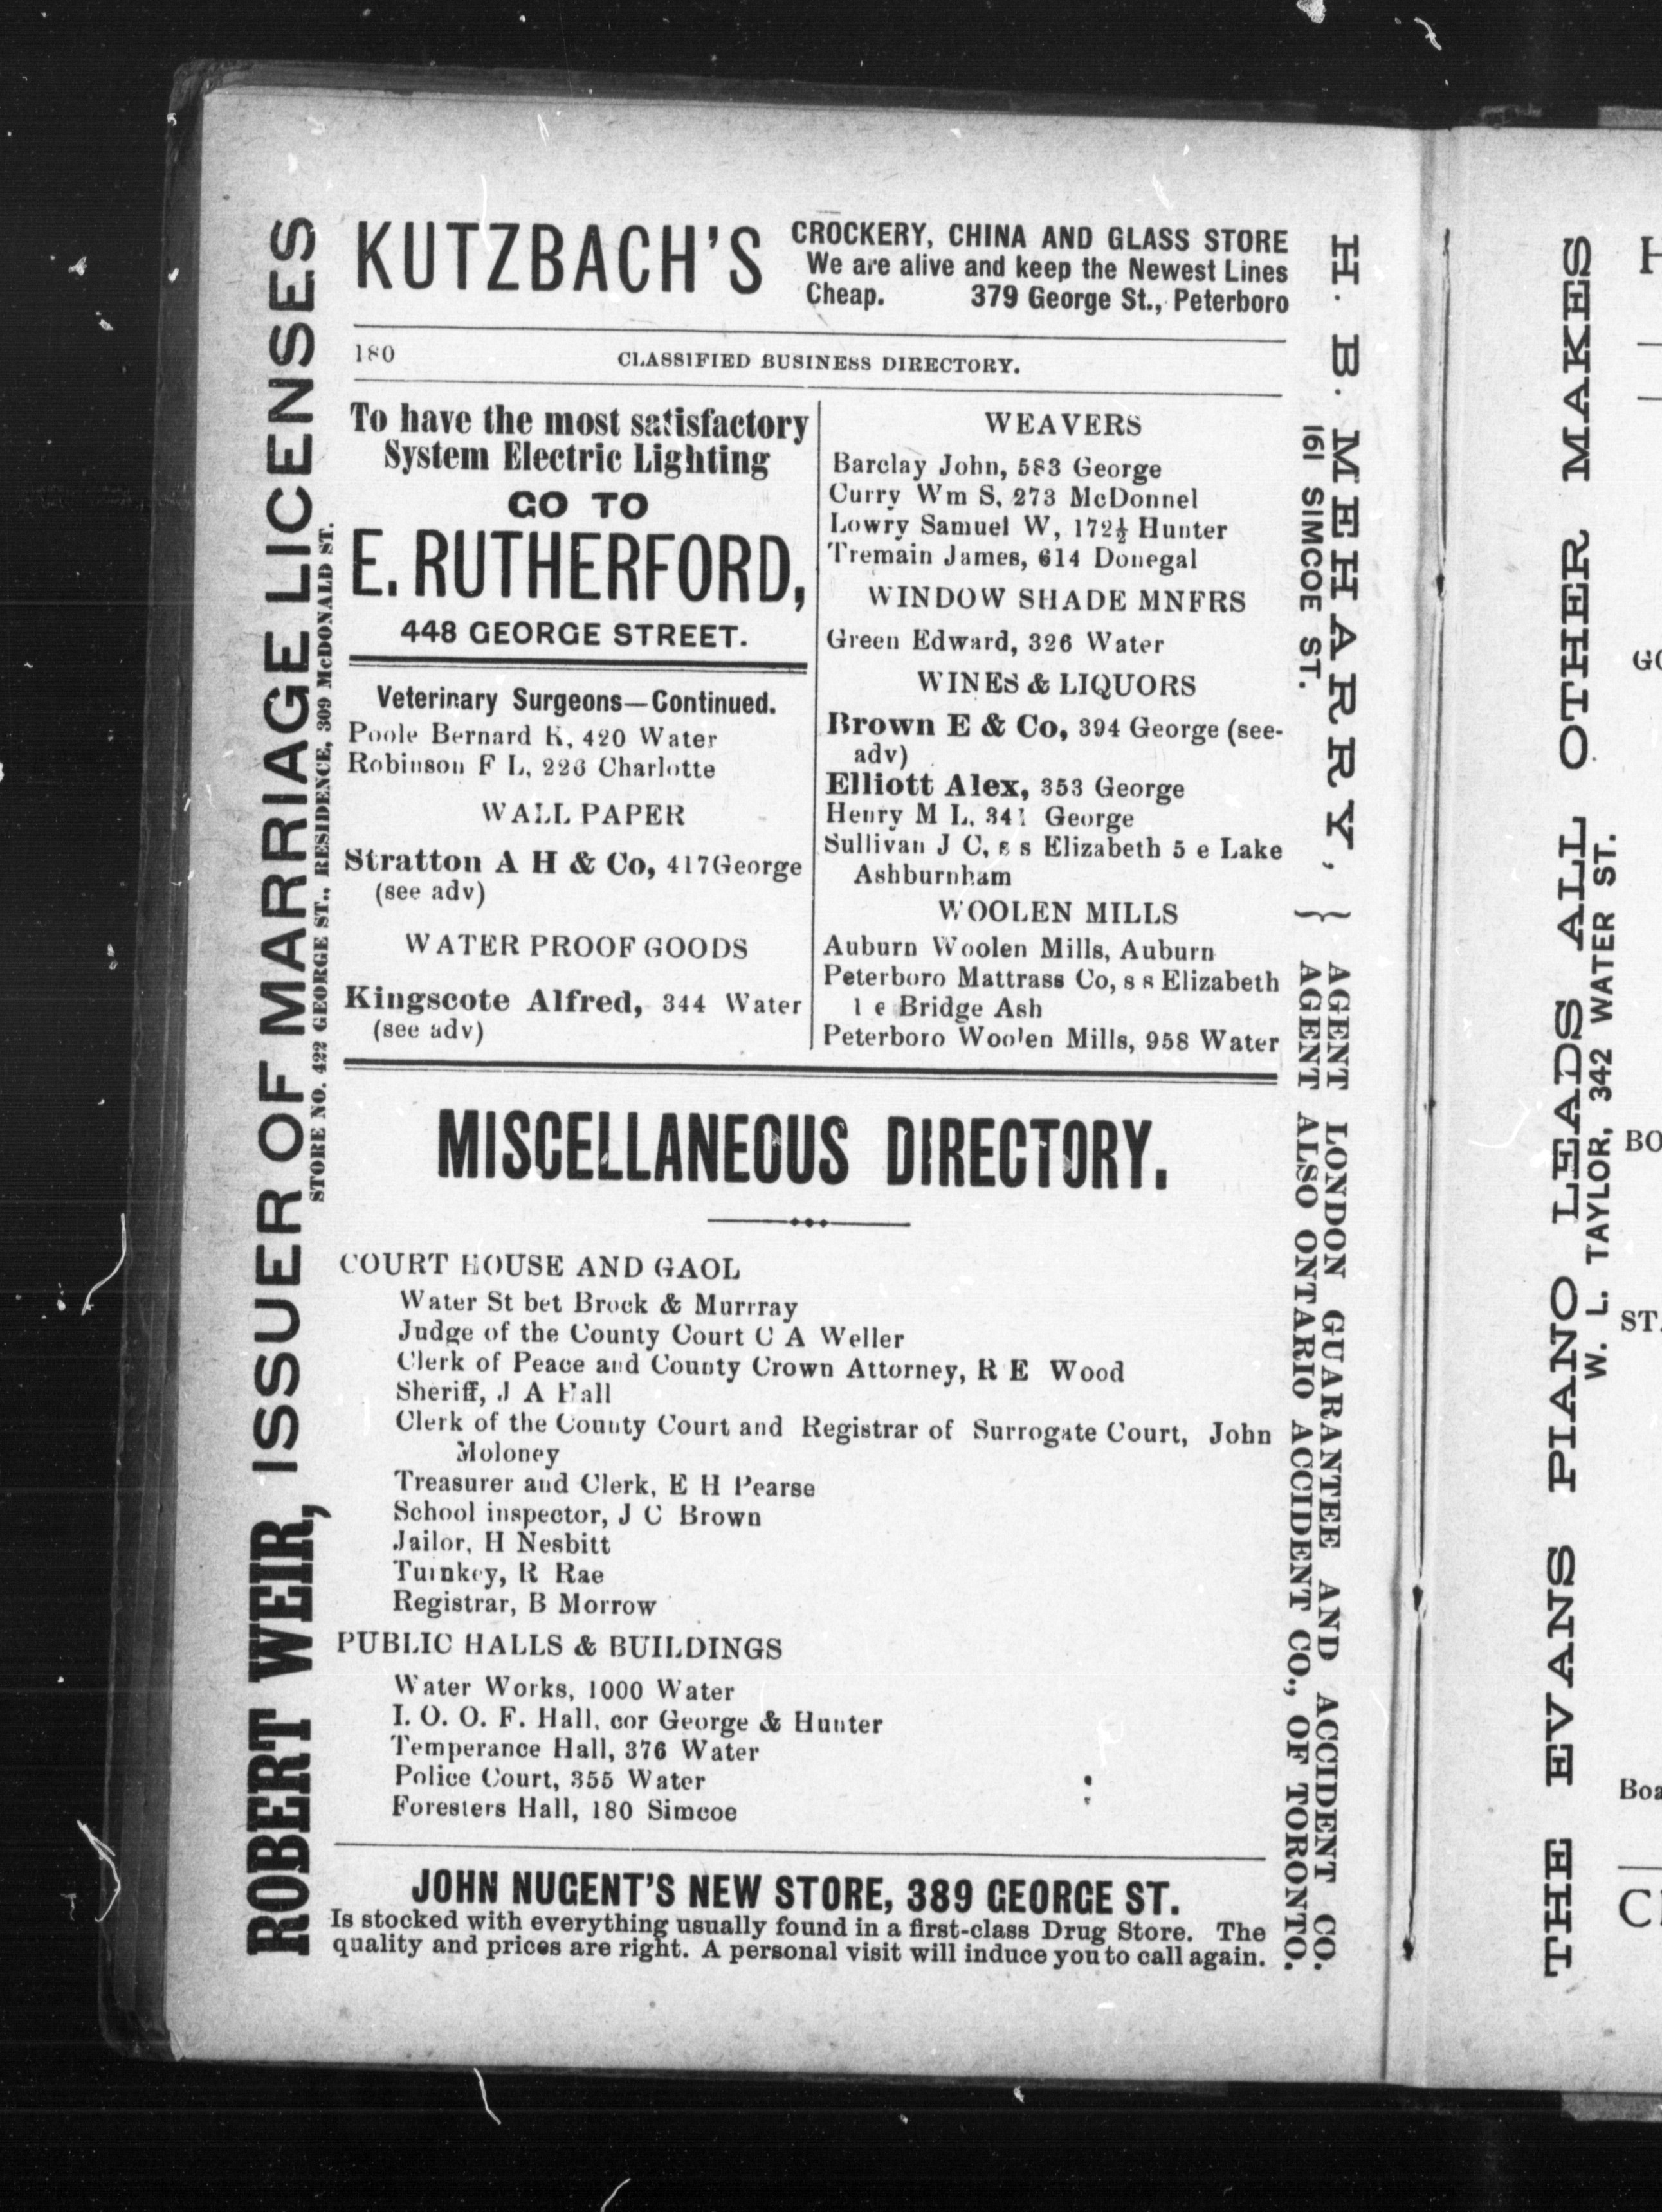 KUTZBACH'S
CROCKERY, CHINA AND GLASS STORE
We are alive and keep the Newest Lines
Cheap. 379 George St., Peterboro
180
CLASSIFIED BUSINESS DIRECTORY.
To have the most satisfactory
System Electric Lighting
GO TO
E. RUTHERFORD,
448 GEORGE STREET.
Veterinary Surgeons—Continued.
Poole Bernard R, 420 Water
Robinson F L, 226 Charlotte
WALL PAPER
Stratton A H & Co, 417 George
(see adv)
WATER PROOF GOODS
Kingscote Alfred, 344 Water
(see adv)
WEAVERS
Barclay John, 583 George
Curry Wm S, 273 McDonnel
Lowry Samuel W, 172½ Hunter
Tremain James, 614 Donegal
WINDOW SHADE MNFRS
Green Edward, 326 Water
WINES & LIQUORS
Brown E & Co, 394 George (see-
adv)
Elliott Alex, 353 George
Henry M L, 341 George
Sullivan J C, s s Elizabeth 5 e Lake
Ashburnham
WOOLEN MILLS
Auburn Woolen Mills, Auburn
Peterboro Mattrass Co, s s Elizabeth
1 e Bridge Ash
Peterboro Woolen Mills, 958 Water
MISCELLANEOUS DIRECTORY.
COURT HOUSE AND GAOL
Water St bet Brock & Murrray
Judge of the County Court C A Weller
Clerk of Peace and County Crown Attorney, R E Wood
Sheriff, J A Hall
Clerk of the County Court and Registrar of Surrogate Court, John
Moloney
Treasurer and Clerk, E H Pearse
School inspector, J C Brown
Jailor, H Nesbitt
Turnkey, R Rae
Registrar, B Morrow
PUBLIC HALLS & BUILDINGS
Water Works, 1000 Water
I. O. O. F. Hall, cor George & Hunter
Temperance Hall, 376 Water
Police Court, 355 Water
Foresters Hall, 180 Simcoe
JOHN NUGENT'S NEW STORE, 389 GEORGE ST.
Is stocked with everything usually found in a first-class Drug Store. The
quality and prices are right. A personal visit will induce you to call again.
ROBERT WEIR, ISSUER OF MARRIAGE LICENSES
STORE NO. 422 GEORGE ST., RESIDENCE, 309 McDONALD ST.
H. B. MEHARRY, } AGENT LONDON GUARANTEE AND ACCIDENT CO.
161 SIMCOE ST. AGENT ALSO ONTARIO ACCIDENT CO., OF TORONTO.
THE EVANS PIANO LEADS ALL OTHER MAKES
W. L. TAYLOR, 342 WATER ST.